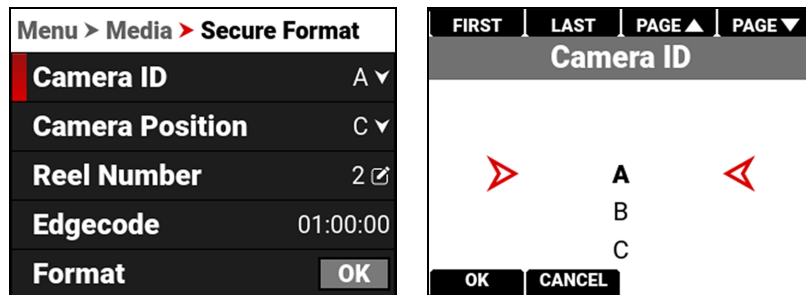 Menu > Media > Secure Format
Camera ID A
Camera Position C
Reel Number 2
Edgecode 01:00:00
Format OK
FIRST LAST PAGE▲ PAGE▼
Camera ID
A
B
C
OK CANCEL